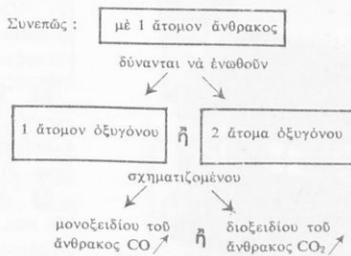 Συνεπῶς :
μὲ 1 ἄτομον ἄνθρακος
δύνανται νὰ ἑνωθοῦν
1 ἄτομον ὀξυγόνου ἤ 2 ἄτομα ὀξυγόνου
σχηματιζομένου
μονοξειδίου τοῦ ἤ διοξειδίου τοῦ
ἄνθρακος CO ἄνθρακος CO₂